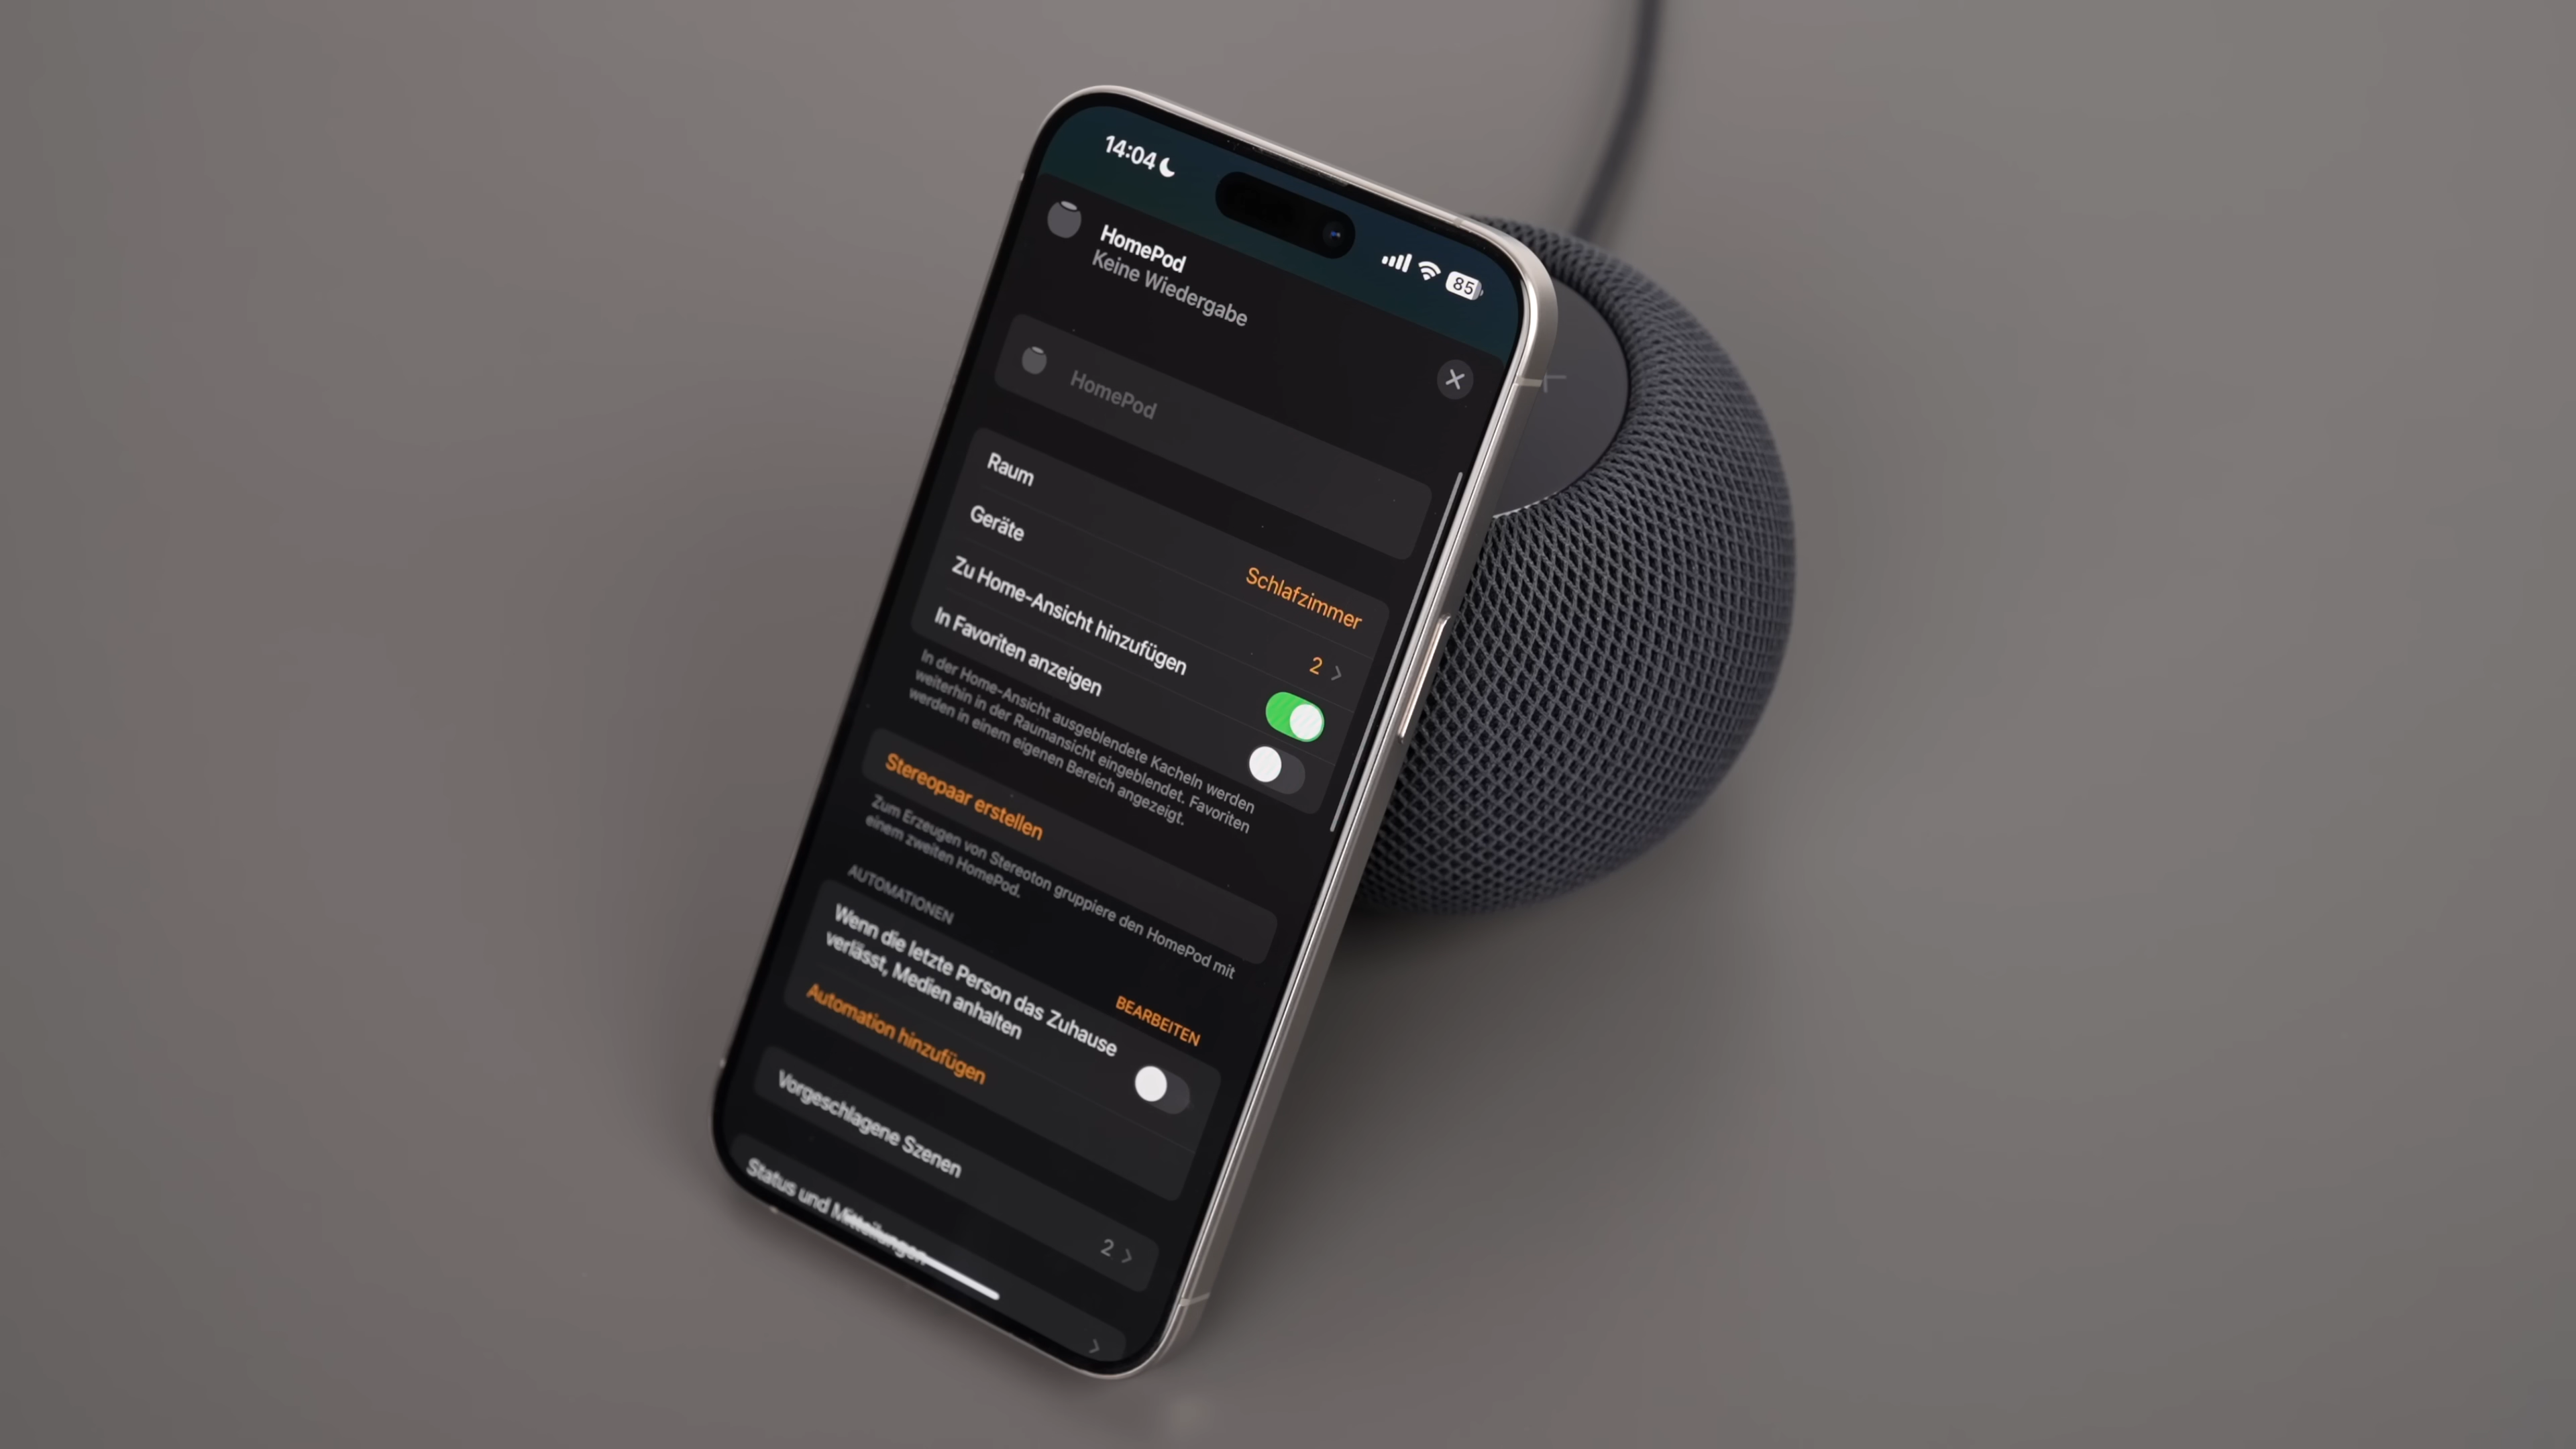 14:04
85
HomePod
Keine Wiedergabe
HomePod
Raum
Schlafzimmer
Geräte
2
Zu Home-Ansicht hinzufügen
In Favoriten anzeigen
In der Home-Ansicht ausgeblendete Kacheln werden
weiterhin in der Raumansicht eingeblendet. Favoriten
werden in einem eigenen Bereich angezeigt.
Stereopaar erstellen
Zum Erzeugen von Stereoton gruppiere den HomePod mit
einem zweiten HomePod.
AUTOMATIONEN
BEARBEITEN
Wenn die letzte Person das Zuhause
verlässt, Medien anhalten
Automation hinzufügen
Vorgeschlagene Szenen
2
Status und Mitteilungen